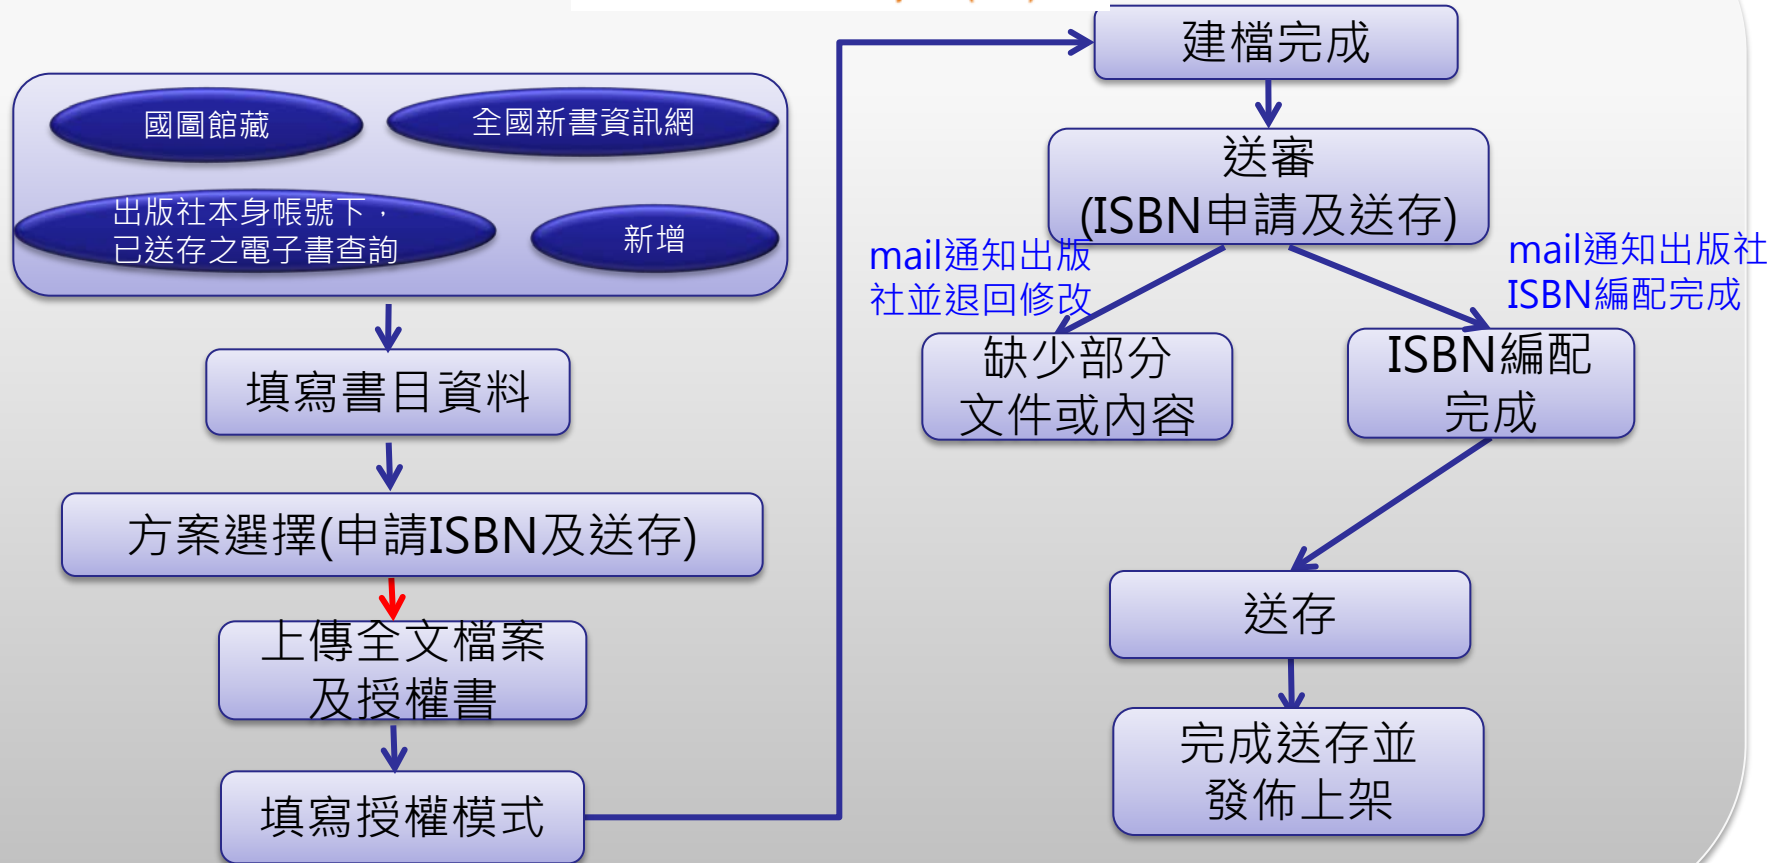 國圖館藏
全國新書資訊網
出版社本身帳號下，
已送存之電子書查詢
新增
填寫書目資料
方案選擇(申請ISBN及送存)
上傳全文檔案
及授權書
填寫授權模式
建檔完成
送審
(ISBN申請及送存)
mail通知出版
社並退回修改
mail通知出版社
ISBN編配完成
缺少部分
文件或內容
ISBN編配
完成
送存
完成送存並
發佈上架